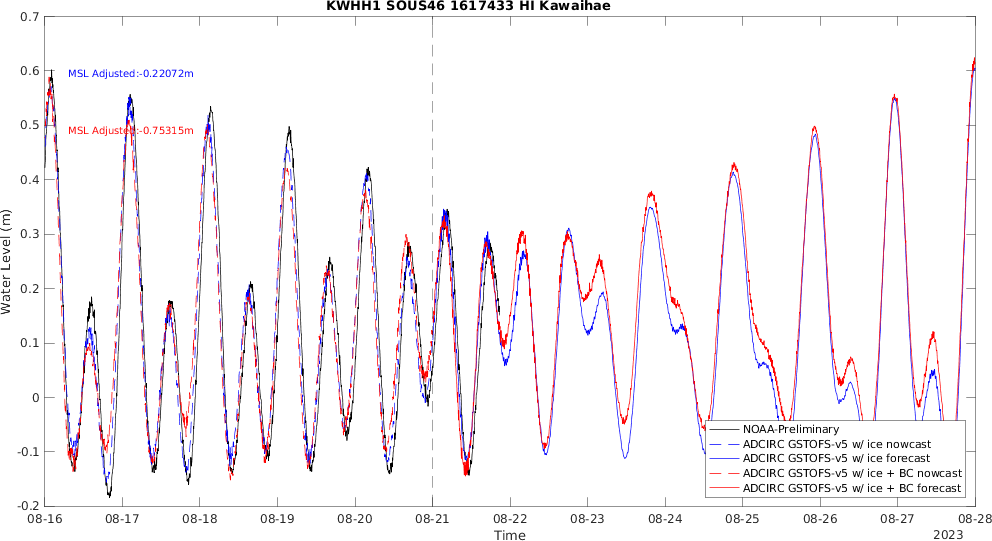 KWHH1 SOUS46 1617433 HI Kawaihae
0.7
0.6
0.5
0.4
0.3
0.2
0.1
0
-0.1
-0.2
Water Level (m)
MSL Adjusted:-0.22072m
MSL Adjusted:-0.75315m
NOAA-Preliminary
ADCIRC GSTOFS-v5 w/ ice nowcast
ADCIRC GSTOFS-v5 w/ ice forecast
ADCIRC GSTOFS-v5 w/ ice + BC nowcast
ADCIRC GSTOFS-v5 w/ ice + BC forecast
08-16 08-17 08-18 08-19 08-20 08-21 08-22 08-23 08-24 08-25 08-26 08-27 08-28
Time
2023